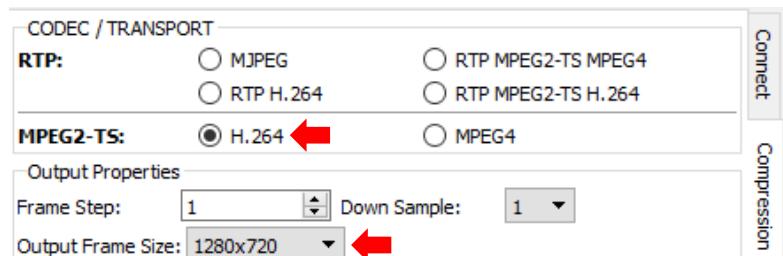 CODEC / TRANSPORT
RTP: MJPEG RTP MPEG2-TS MPEG4
RTP H.264 RTP MPEG2-TS H.264
MPEG2-TS: H.264 MPEG4
Output Properties
Frame Step: 1 Down Sample: 1
Output Frame Size: 1280x720
Connect
Compression